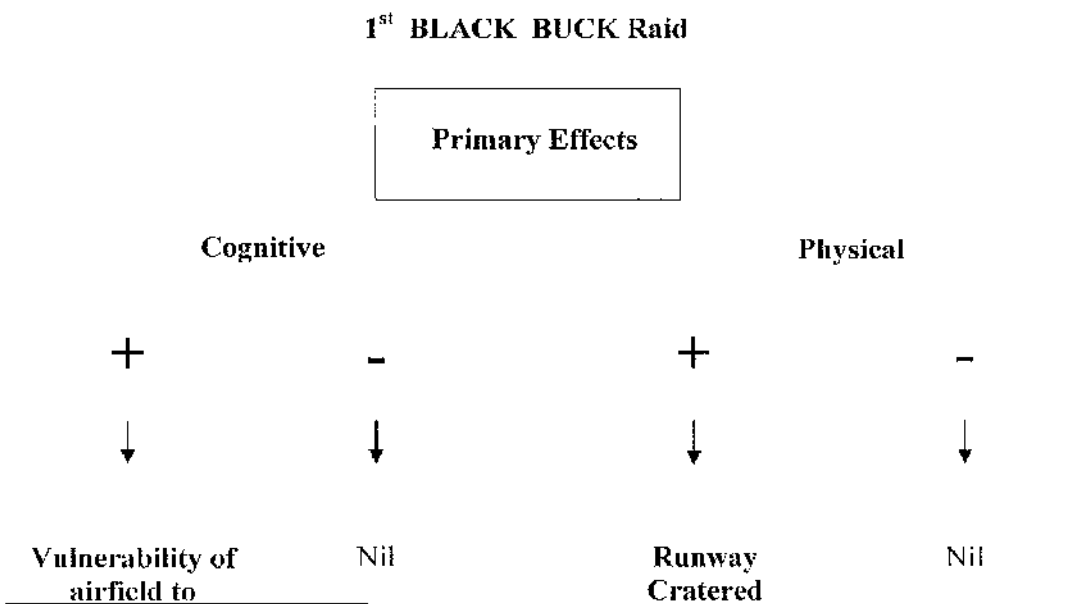 1st BLACK BUCK Raid
Primary Effects
Cognitive Physical
+ - + -
Vulnerability of Nil Runway Nil
airfield to Cratered